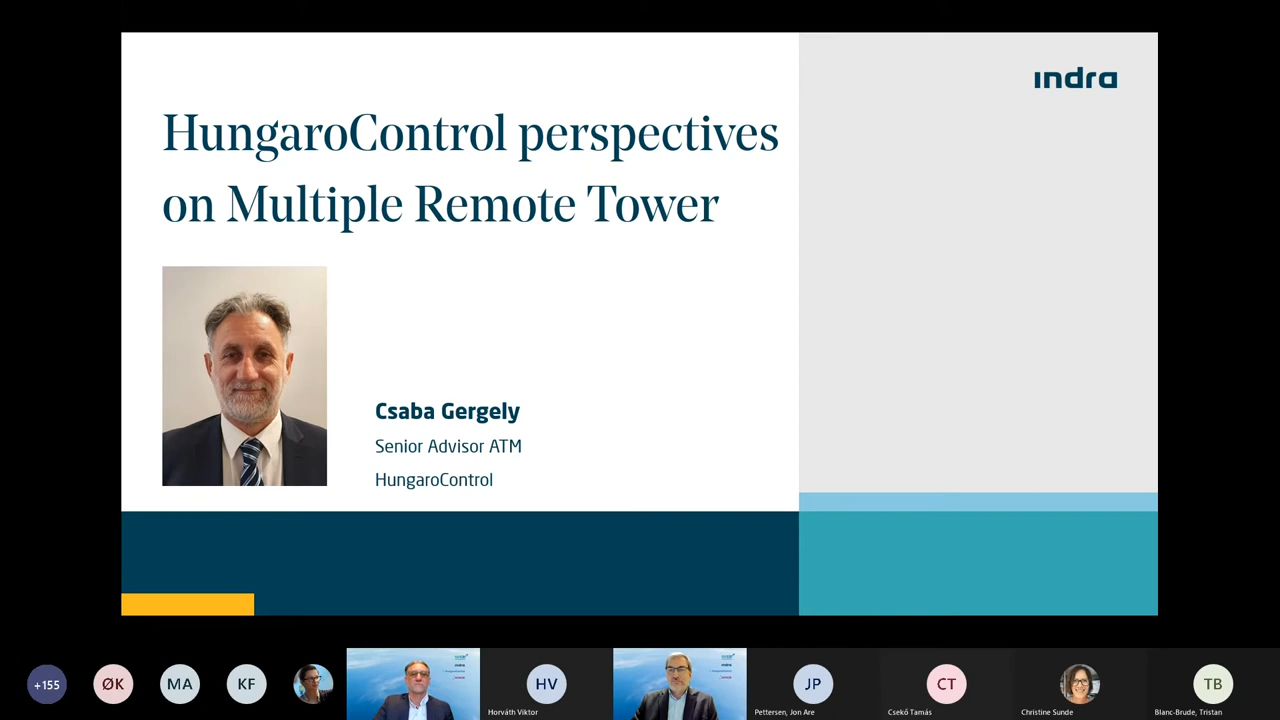 indra
HungaroControl perspectives
on Multiple Remote Tower
Csaba Gergely
Senior Advisor ATM
HungaroControl
+155
ØK
MA
KF
HV
Horváth Viktor
JP
Pettersen, Jon Are
CT
Csekő Tamás
Christine Sunde
TB
Blanc-Brude, Tristan